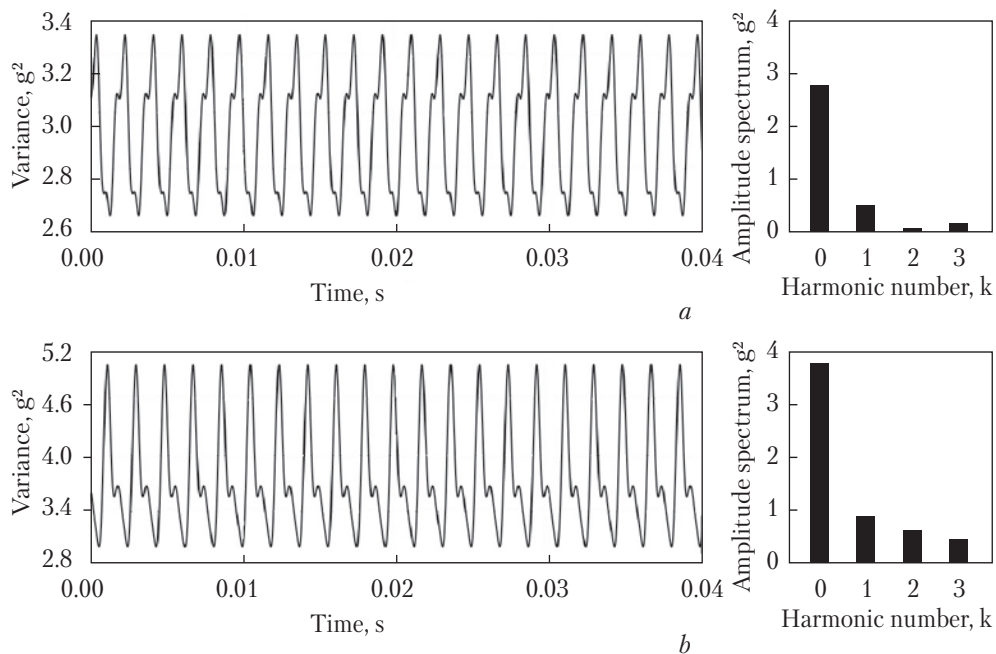 Variance, g²
3.4
3.2
3.0
2.8
2.6
0.00 0.01 0.02 0.03 0.04
Time, s
Amplitude spectrum, g²
4
3
2
1
0
0 1 2 3
Harmonic number, k
a
Variance, g²
5.2
4.6
4.0
3.4
2.8
0.00 0.01 0.02 0.03 0.04
Time, s
Amplitude spectrum, g²
4
3
2
1
0
0 1 2 3
Harmonic number, k
b